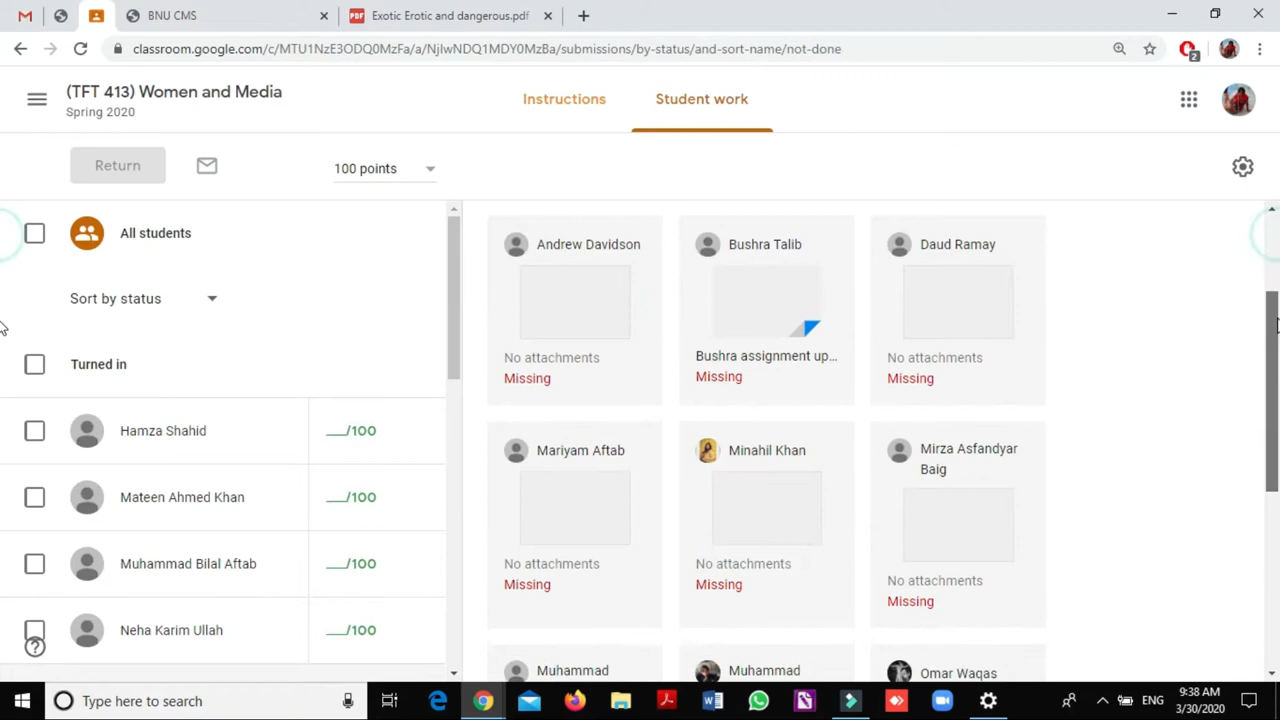 BNU CMS
PDF
Exotic Erotic and dangerous.pdf
classroom.google.com/c/MTU1NzE3ODQ0MzFa/a/NjIwNDQ1MDY0MzBa/submissions/by-status/and-sort-name/not-done
2
(TFT 413) Women and Media
Spring 2020
Instructions
Student work
Return
100 points
All students
Sort by status
Turned in
Hamza Shahid
__/100
Mateen Ahmed Khan
__/100
Muhammad Bilal Aftab
__/100
Neha Karim Ullah
__/100
Andrew Davidson
No attachments
Missing
Bushra Talib
Bushra assignment up...
Missing
Daud Ramay
No attachments
Missing
Mariyam Aftab
No attachments
Missing
Minahil Khan
No attachments
Missing
Mirza Asfandyar
Baig
No attachments
Missing
Muhammad
Muhammad
Omar Waqas
Type here to search
ENG
9:38 AM
3/30/2020